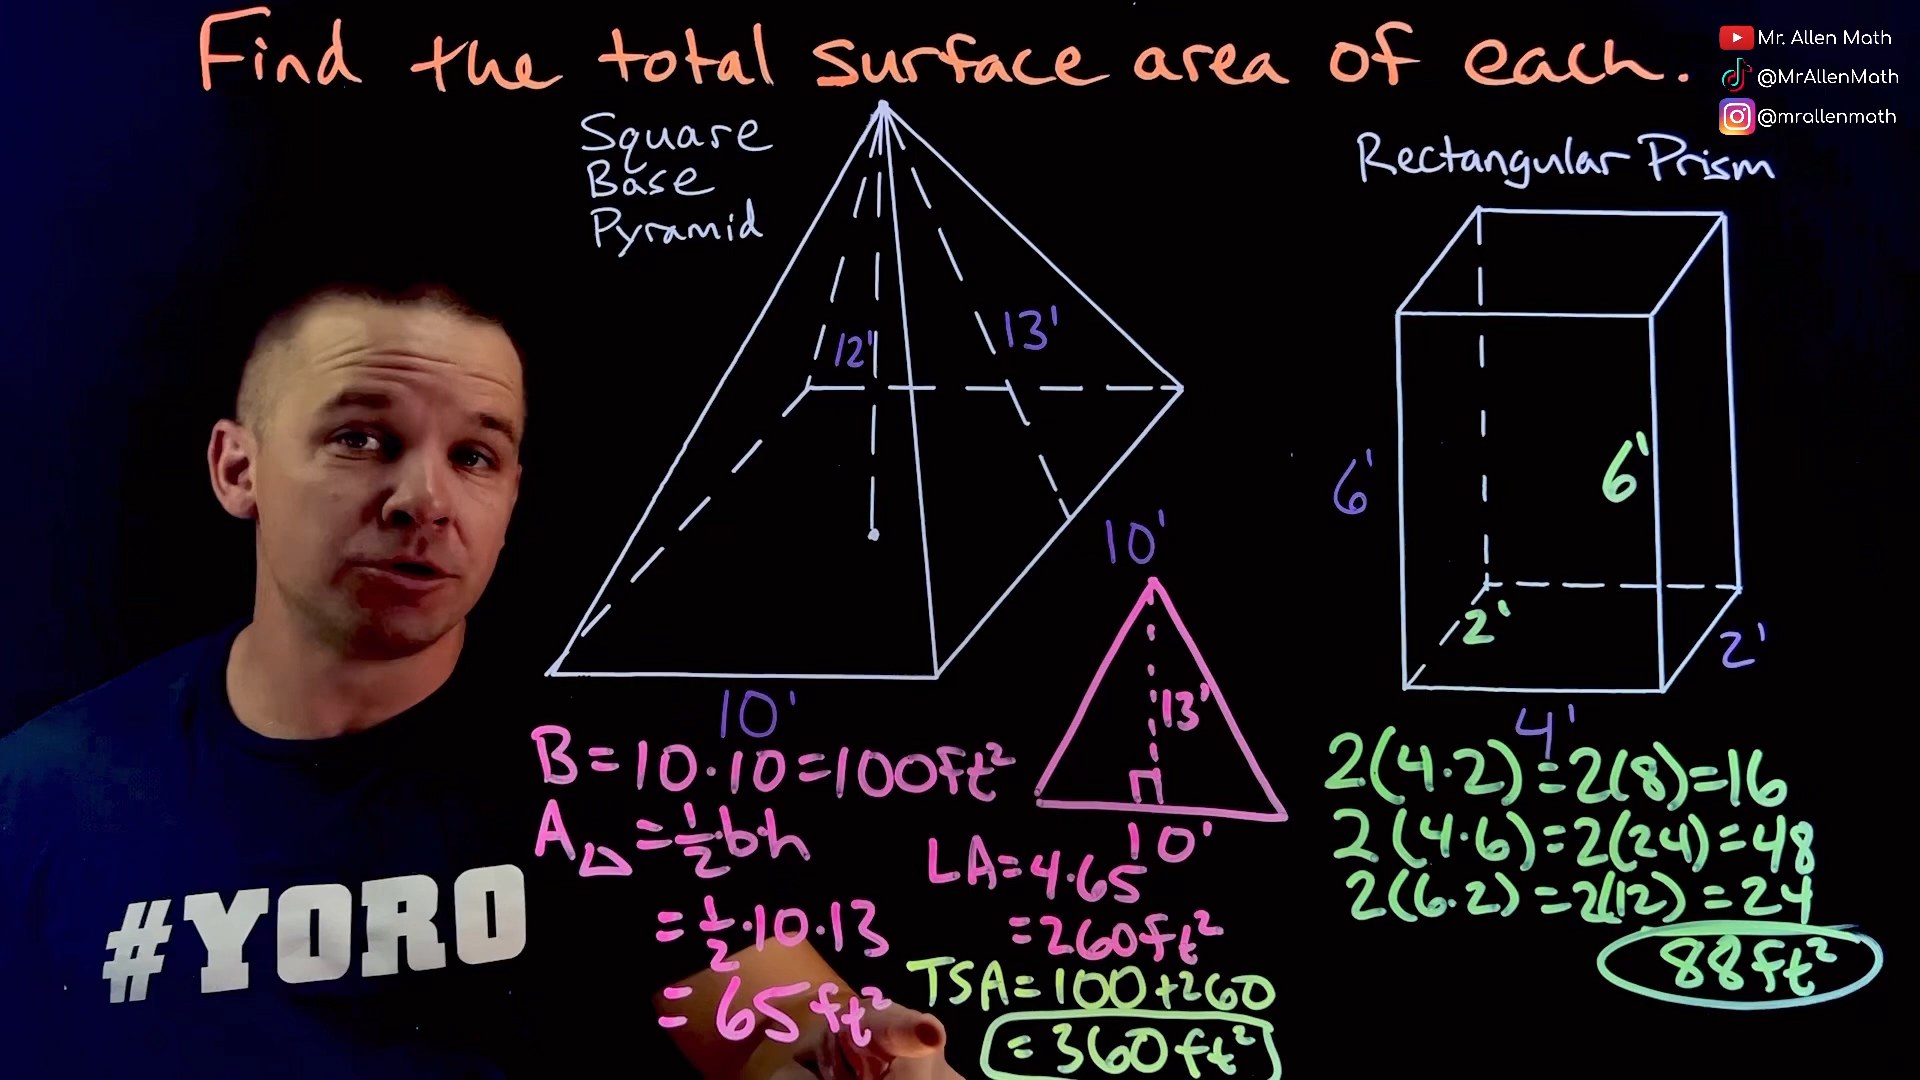 Find the total surface area of each.
Mr. Allen Math
@MrAllenMath
@mrallenmath
Square
Base
Pyramid
Rectangular Prism
12'
13'
10'
10'
6'
6'
2'
2'
4'
13'
10'
B = 10·10 = 100ft²
A△ = ½·b·h
= ½·10·13
= 65ft²
LA = 4·65
= 260ft²
TSA = 100+260
= 360ft²
2(4·2) = 2(8) = 16
2(4·6) = 2(24) = 48
2(6·2) = 2(12) = 24
88ft²
#YORO